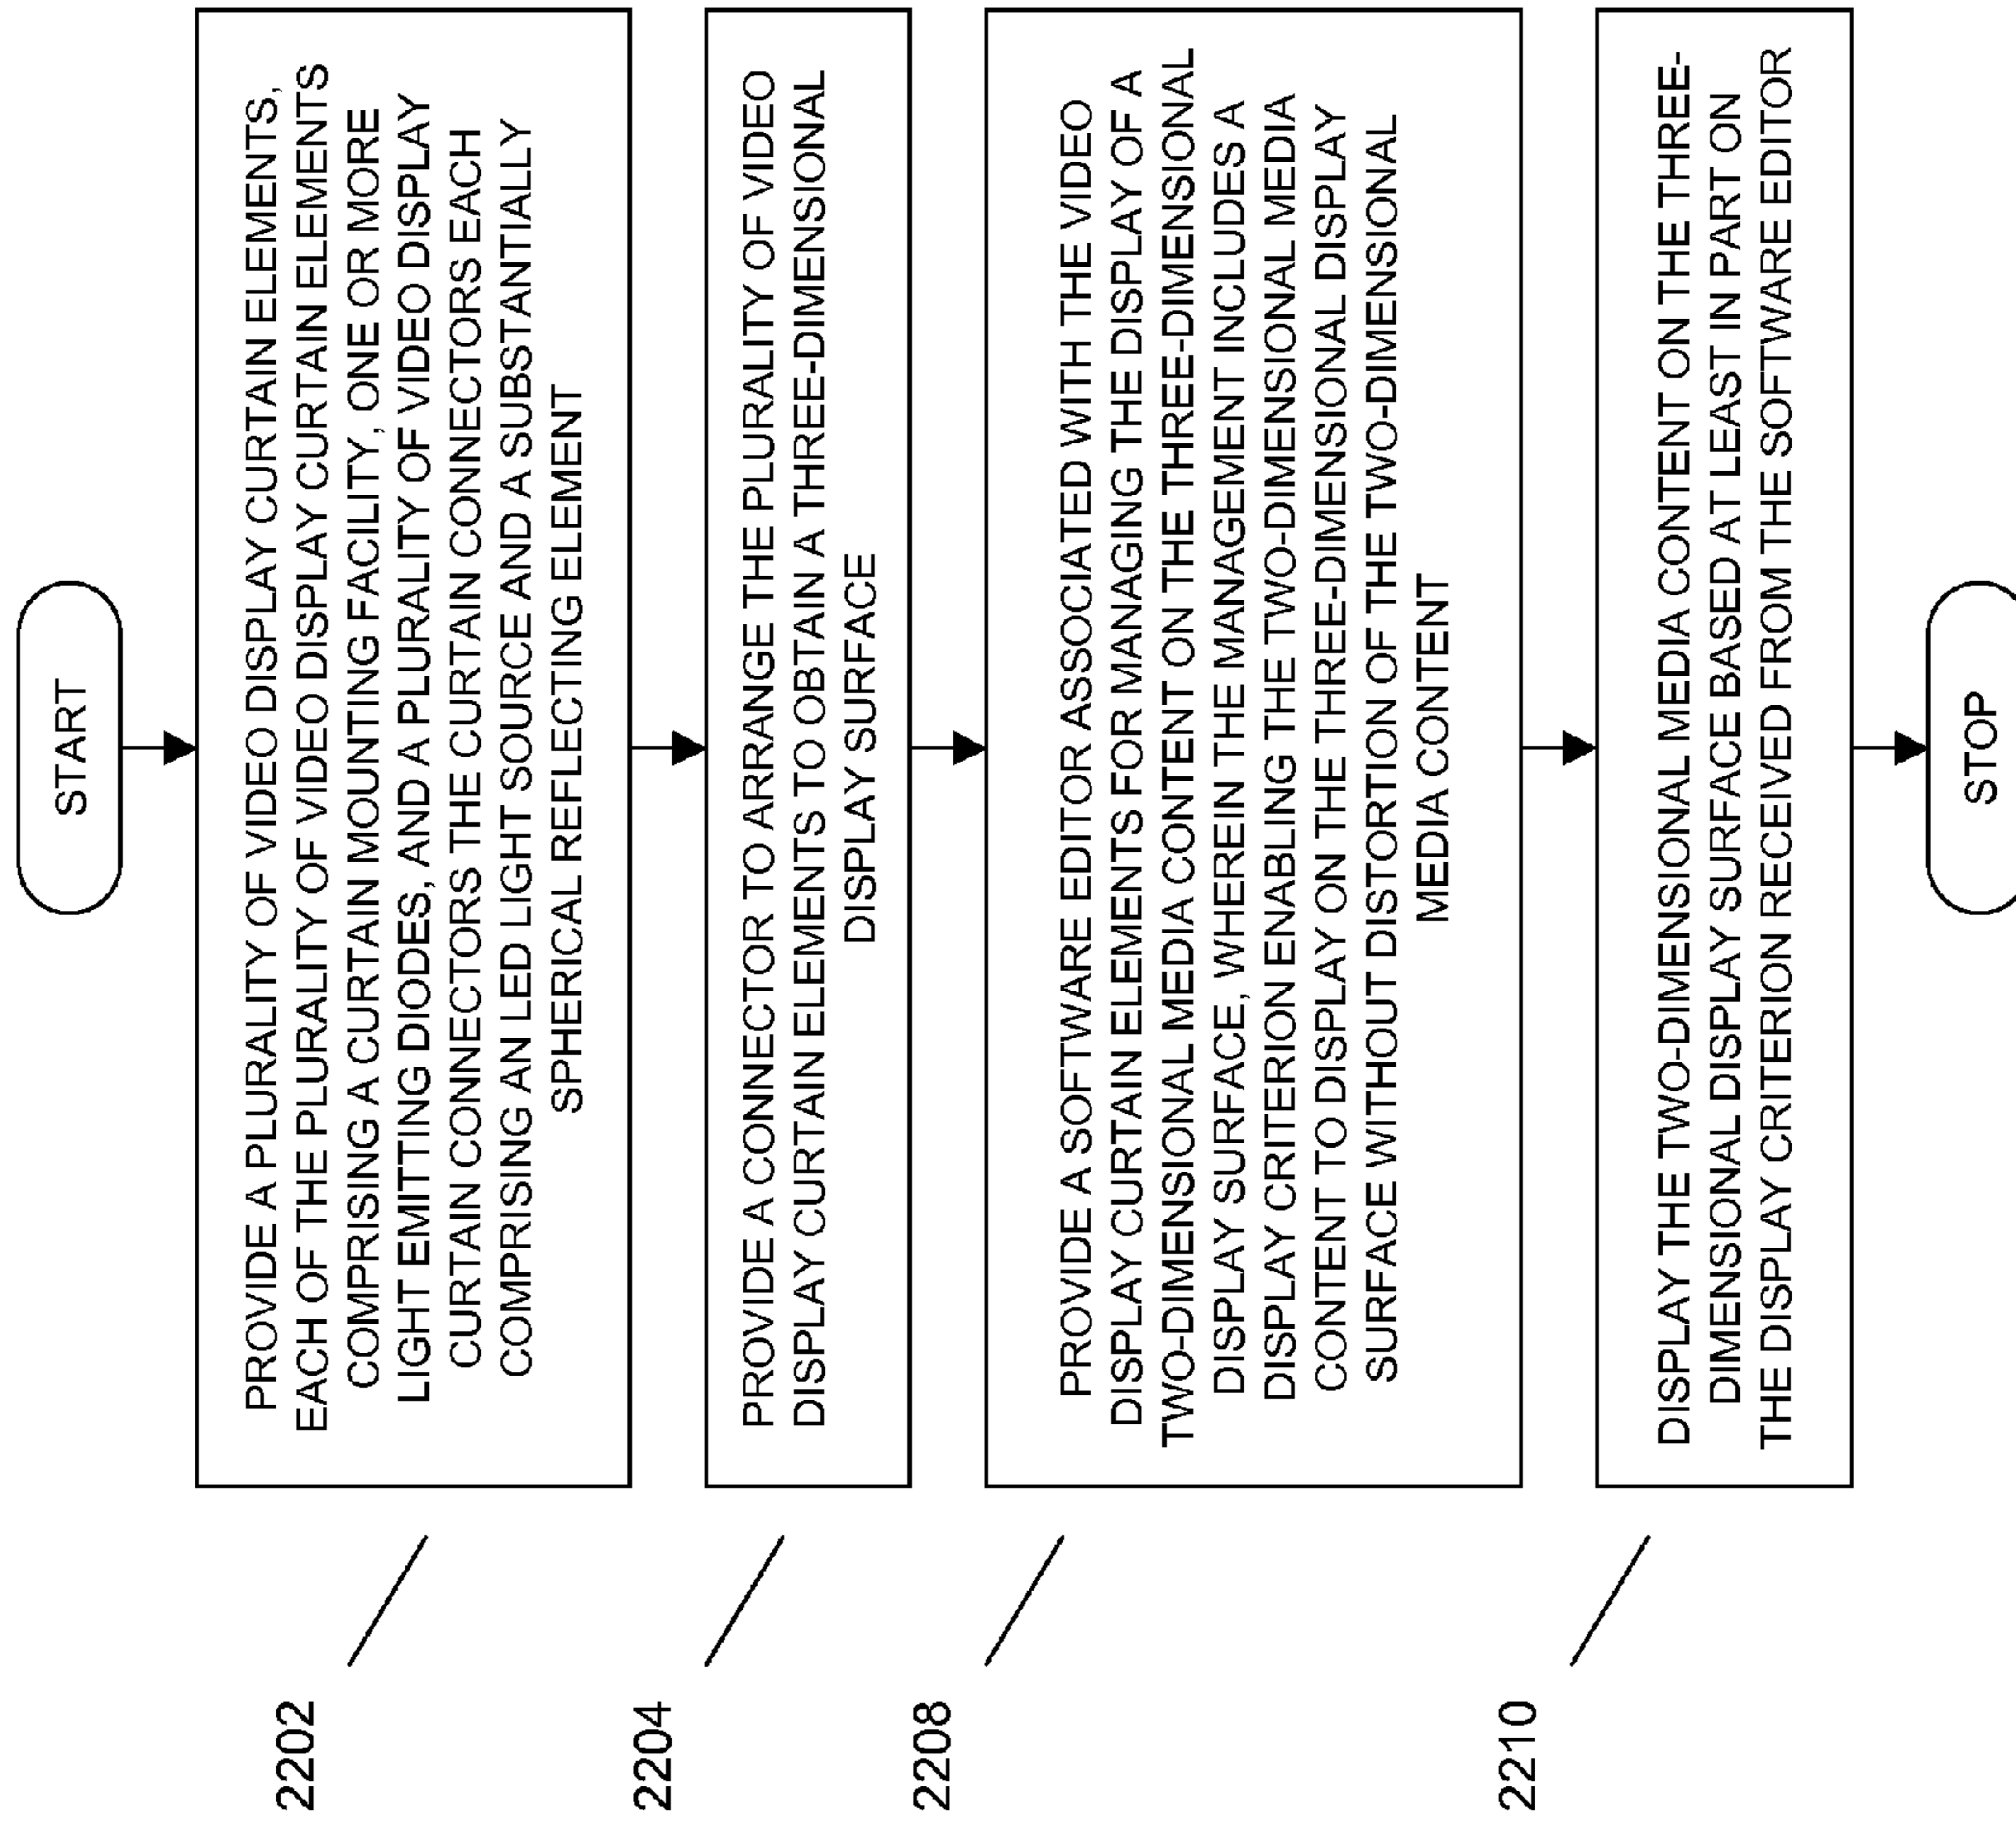 START
PROVIDE A PLURALITY OF VIDEO DISPLAY CURTAIN ELEMENTS,
EACH OF THE PLURALITY OF VIDEO DISPLAY CURTAIN ELEMENTS
COMPRISING A CURTAIN MOUNTING FACILITY, ONE OR MORE
LIGHT EMITTING DIODES, AND A PLURALITY OF VIDEO DISPLAY
CURTAIN CONNECTORS THE CURTAIN CONNECTORS EACH
COMPRISING AN LED LIGHT SOURCE AND A SUBSTANTIALLY
SPHERICAL REFLECTING ELEMENT
2202
PROVIDE A CONNECTOR TO ARRANGE THE PLURALITY OF VIDEO
DISPLAY CURTAIN ELEMENTS TO OBTAIN A THREE-DIMENSIONAL
DISPLAY SURFACE
2204
PROVIDE A SOFTWARE EDITOR ASSOCIATED WITH THE VIDEO
DISPLAY CURTAIN ELEMENTS FOR MANAGING THE DISPLAY OF A
TWO-DIMENSIONAL MEDIA CONTENT ON THE THREE-DIMENSIONAL
DISPLAY SURFACE, WHEREIN THE MANAGEMENT INCLUDES A
DISPLAY CRITERION ENABLING THE TWO-DIMENSIONAL MEDIA
CONTENT TO DISPLAY ON THE THREE-DIMENSIONAL DISPLAY
SURFACE WITHOUT DISTORTION OF THE TWO-DIMENSIONAL
MEDIA CONTENT
2208
DISPLAY THE TWO-DIMENSIONAL MEDIA CONTENT ON THE THREE-
DIMENSIONAL DISPLAY SURFACE BASED AT LEAST IN PART ON
THE DISPLAY CRITERION RECEIVED FROM THE SOFTWARE EDITOR
2210
STOP